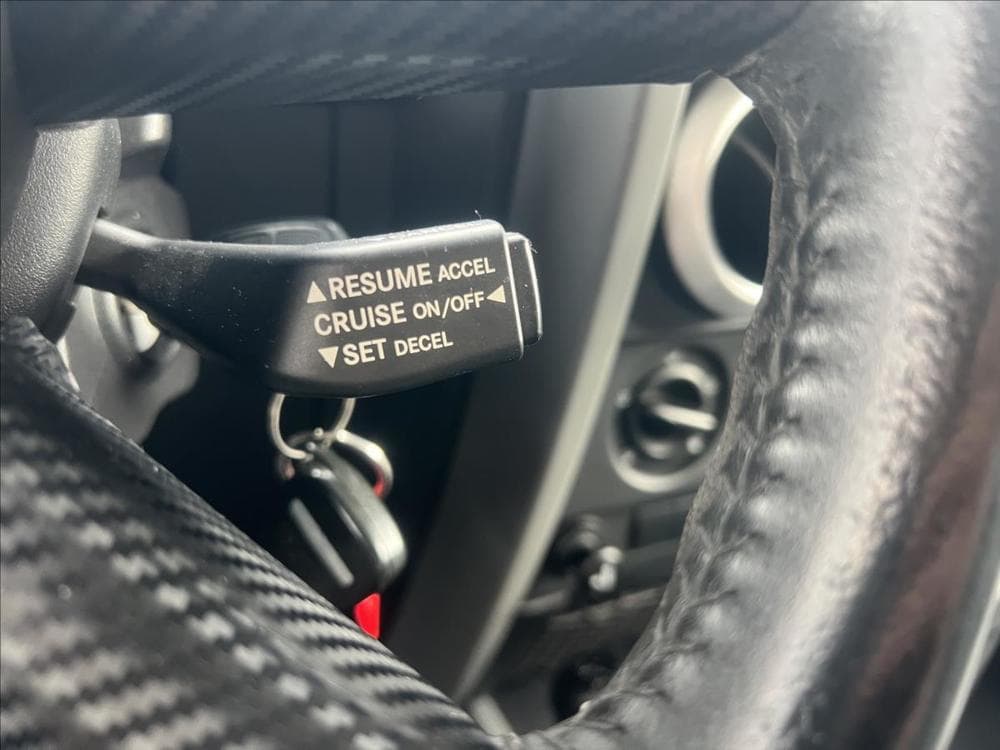 ▲RESUME ACCEL
CRUISE ON/OFF◀
▼SET DECEL